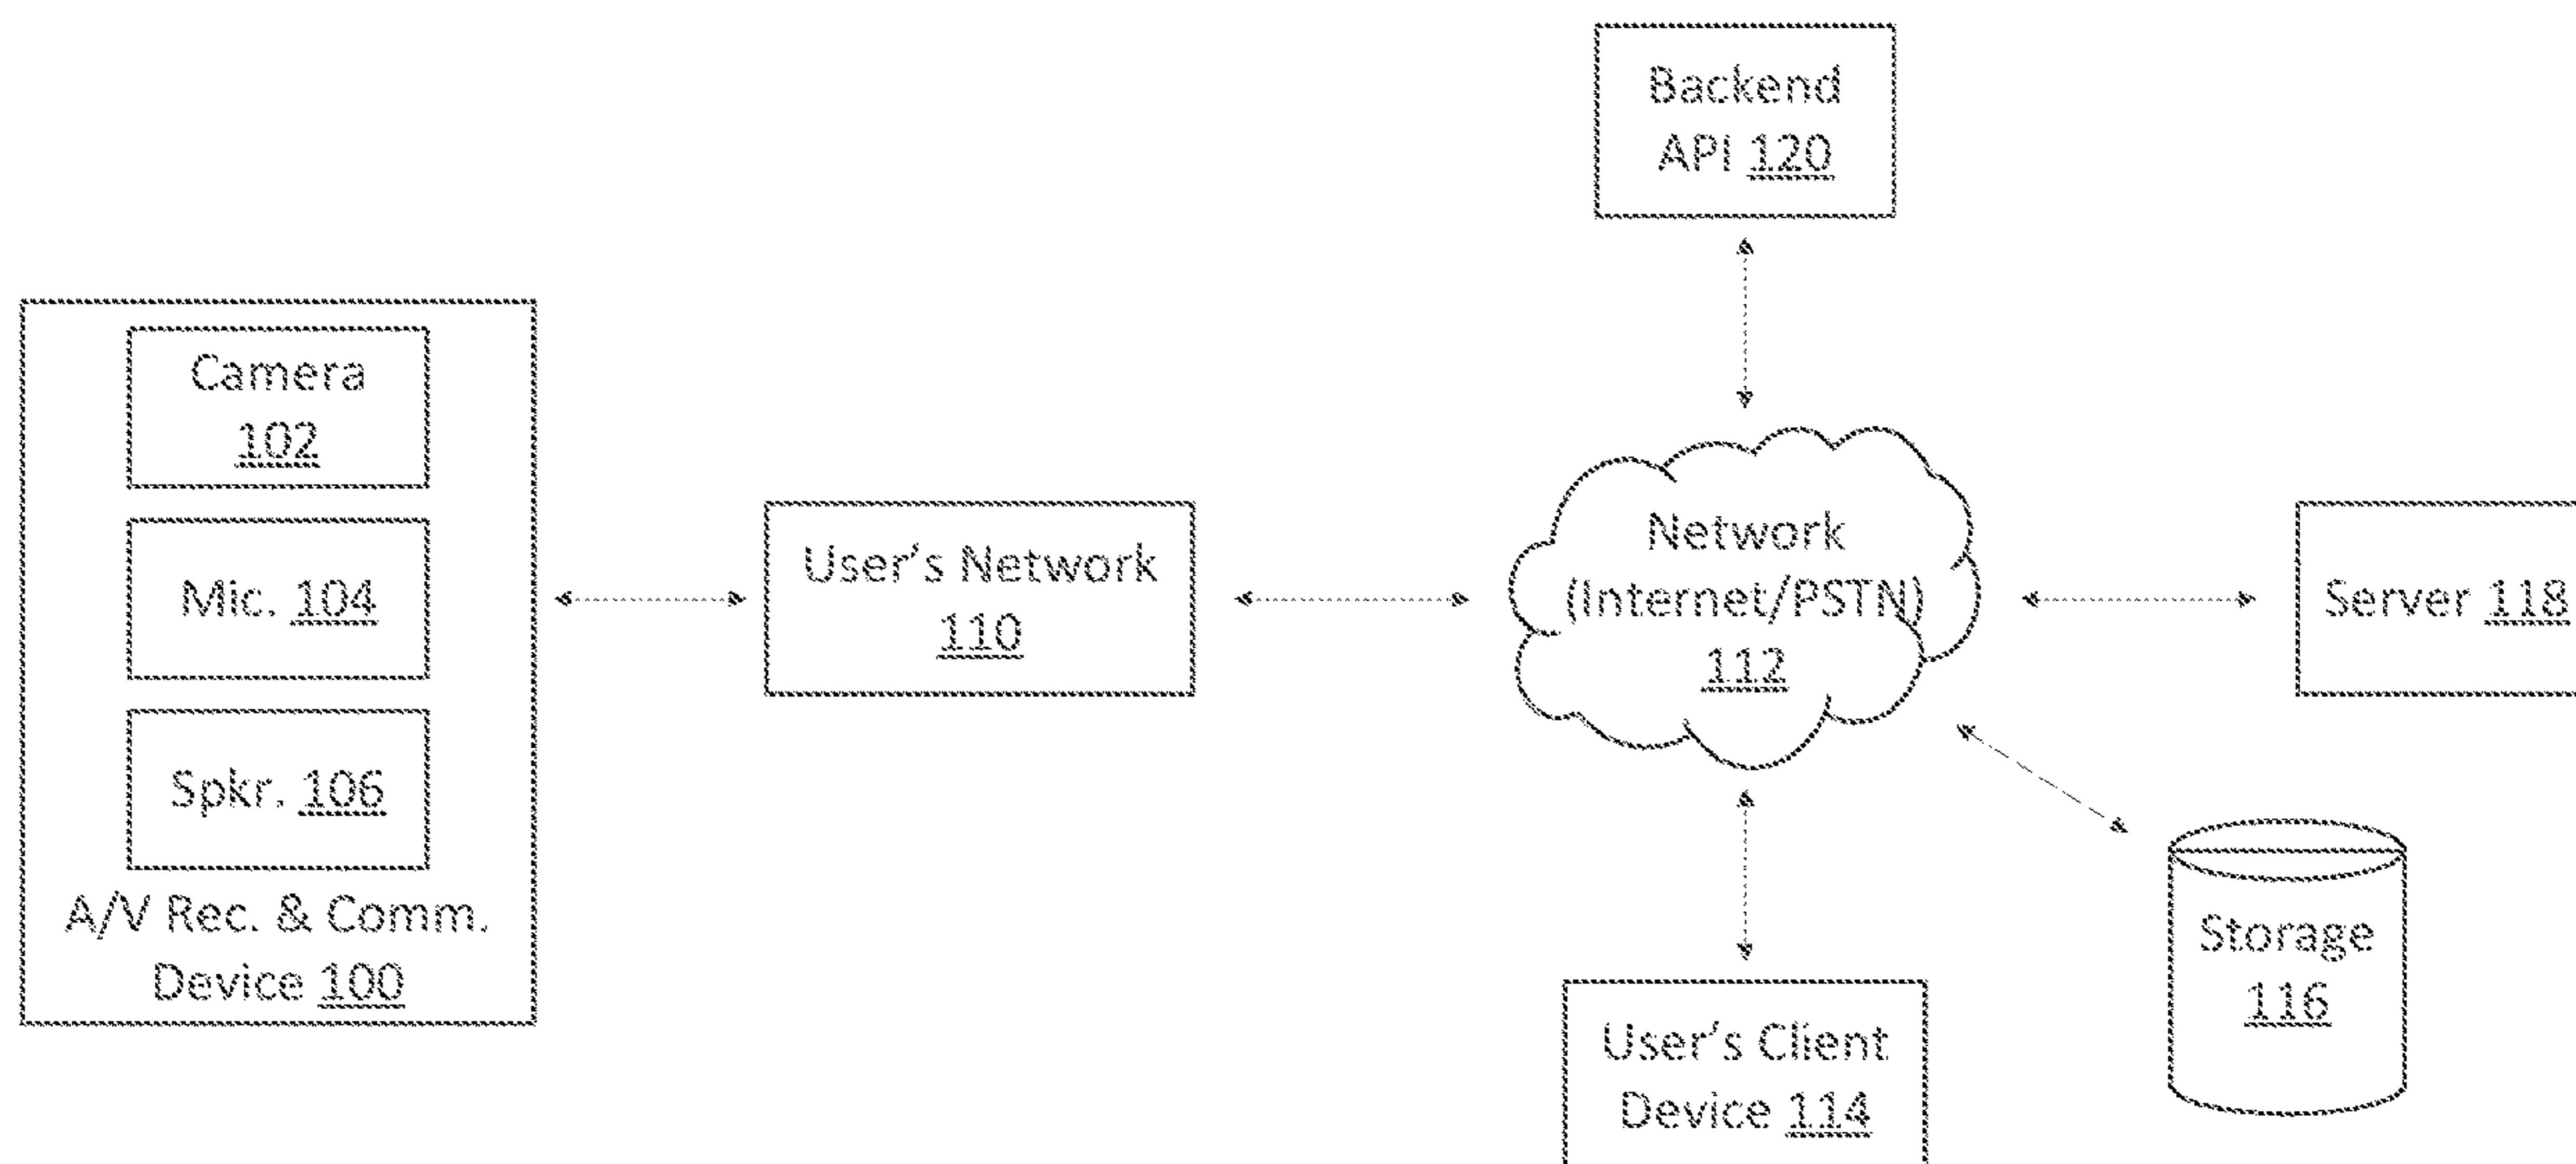 Backend
API 120
Camera
102
Mic. 104
Spkr. 106
A/V Rec. & Comm.
Device 100
User's Network
110
Network
(Internet/PSTN)
112
Server 118
Storage
116
User's Client
Device 114